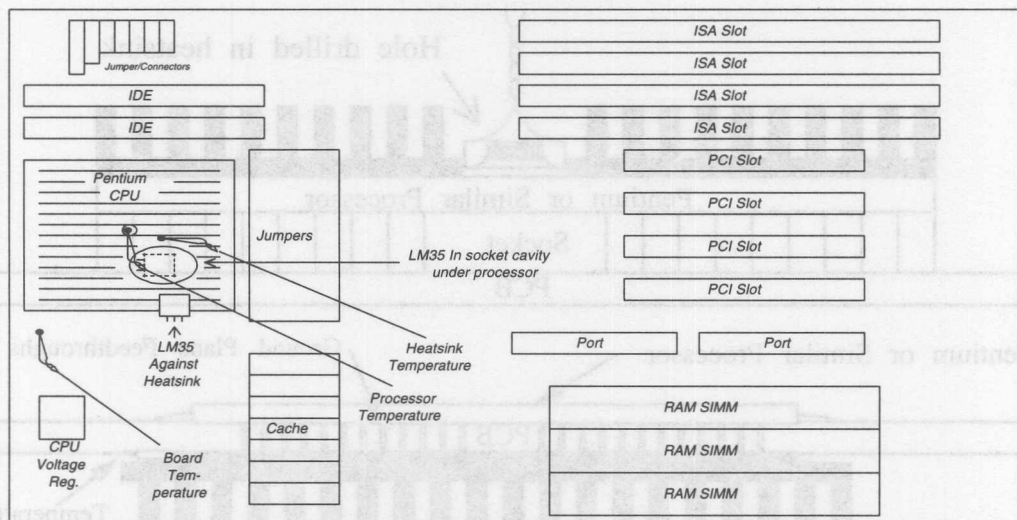 Jumper/Connectors
IDE
IDE
ISA Slot
ISA Slot
ISA Slot
ISA Slot
PCI Slot
PCI Slot
PCI Slot
PCI Slot
Pentium
CPU
Jumpers
LM35 In socket cavity
under processor
LM35
Against
Heatsink
Heatsink
Temperature
Processor
Temperature
Port
Port
Cache
CPU
Voltage
Reg.
Board
Tem-
perature
RAM SIMM
RAM SIMM
RAM SIMM
Hole drilled in heatsink
Pentium or Similar Processor
Socket
PCB
Ground Plane Feedthroughs
entium or Similar Processor
PCB
Tempera